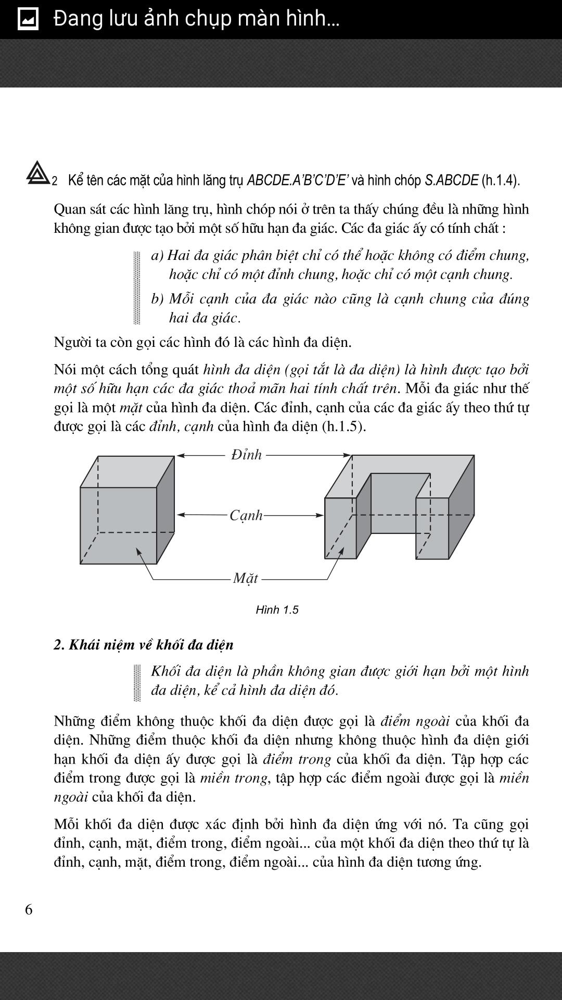 Đang lưu ảnh chụp màn hình...
2 Kể tên các mặt của hình lăng trụ ABCDE.A’B’C’D’E’ và hình chóp S.ABCDE (h.1.4).
Quan sát các hình lăng trụ, hình chóp nói ở trên ta thấy chúng đều là những hình
không gian được tạo bởi một số hữu hạn đa giác. Các đa giác ấy có tính chất :
a) Hai đa giác phân biệt chỉ có thể hoặc không có điểm chung,
hoặc chỉ có một đỉnh chung, hoặc chỉ có một cạnh chung.
b) Mỗi cạnh của đa giác nào cũng là cạnh chung của đúng
hai đa giác.
Người ta còn gọi các hình đó là các hình đa diện.
Nói một cách tổng quát hình đa diện (gọi tắt là đa diện) là hình được tạo bởi
một số hữu hạn các đa giác thoả mãn hai tính chất trên. Mỗi đa giác như thế
gọi là một mặt của hình đa diện. Các đỉnh, cạnh của các đa giác ấy theo thứ tự
được gọi là các đỉnh, cạnh của hình đa diện (h.1.5).
Đỉnh
Cạnh
Mặt
Hình 1.5
2. Khái niệm về khối đa diện
Khối đa diện là phần không gian được giới hạn bởi một hình
đa diện, kể cả hình đa diện đó.
Những điểm không thuộc khối đa diện được gọi là điểm ngoài của khối đa
diện. Những điểm thuộc khối đa diện nhưng không thuộc hình đa diện giới
hạn khối đa diện ấy được gọi là điểm trong của khối đa diện. Tập hợp các
điểm trong được gọi là miền trong, tập hợp các điểm ngoài được gọi là miền
ngoài của khối đa diện.
Mỗi khối đa diện được xác định bởi hình đa diện ứng với nó. Ta cũng gọi
đỉnh, cạnh, mặt, điểm trong, điểm ngoài... của một khối đa diện theo thứ tự là
đỉnh, cạnh, mặt, điểm trong, điểm ngoài... của hình đa diện tương ứng.
6